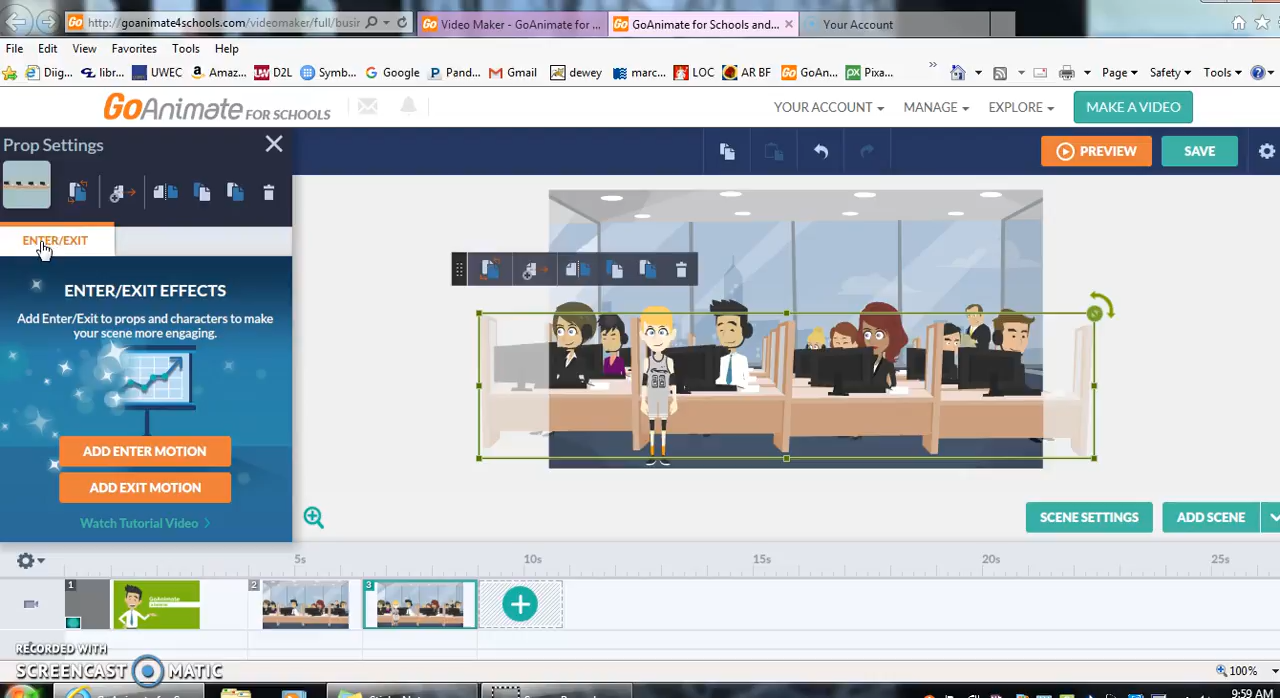 http://goanimate4schools.com/videomaker/full/busir
Video Maker - GoAnimate for ...
GoAnimate for Schools and...
Your Account
File Edit View Favorites Tools Help
Diig... libr... UWEC Amaz... D2L Symb... Google Pand... Gmail dewey marc... LOC AR BF GoAn... Pixa... Page Safety Tools
GoANIMATE FOR SCHOOLS
YOUR ACCOUNT MANAGE EXPLORE MAKE A VIDEO
Prop Settings
PREVIEW SAVE
ENTER/EXIT
ENTER/EXIT EFFECTS
Add Enter/Exit to props and characters to make
your scene more engaging.
ADD ENTER MOTION
ADD EXIT MOTION
Watch Tutorial Video >
SCENE SETTINGS ADD SCENE
5s 10s 15s 20s 25s
1 2 3
GoAnimate
RECORDED WITH
SCREENCAST MATIC
100%
9:59 AM